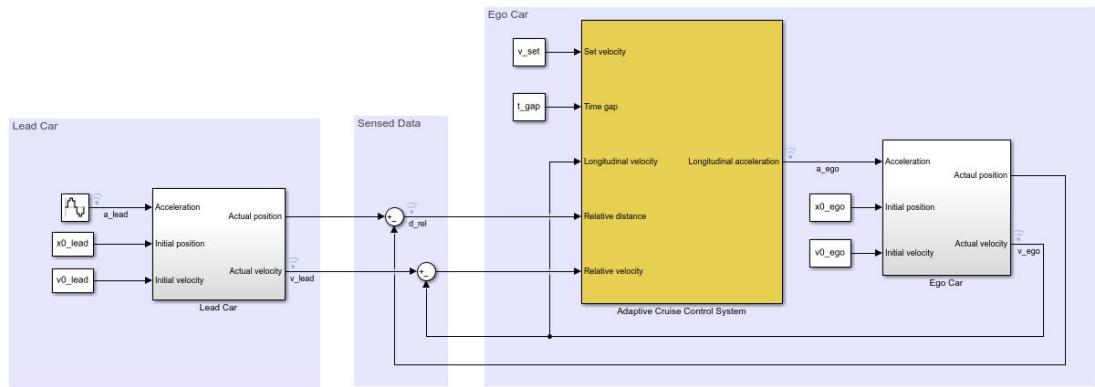 Ego Car
v_set
Set velocity
t_gap
Time gap
Lead Car
Sensed Data
Longitudinal velocity
Longitudinal acceleration
a_ego
Acceleration
Actaul position
a_lead
Acceleration
Actual position
d_rel
Relative distance
x0_ego
Initial position
x0_lead
Initial position
Actual velocity
v_ego
v0_ego
Initial velocity
v0_lead
Initial velocity
Actual velocity
v_lead
Relative velocity
Ego Car
Lead Car
Adaptive Cruise Control System
+
-
+
-